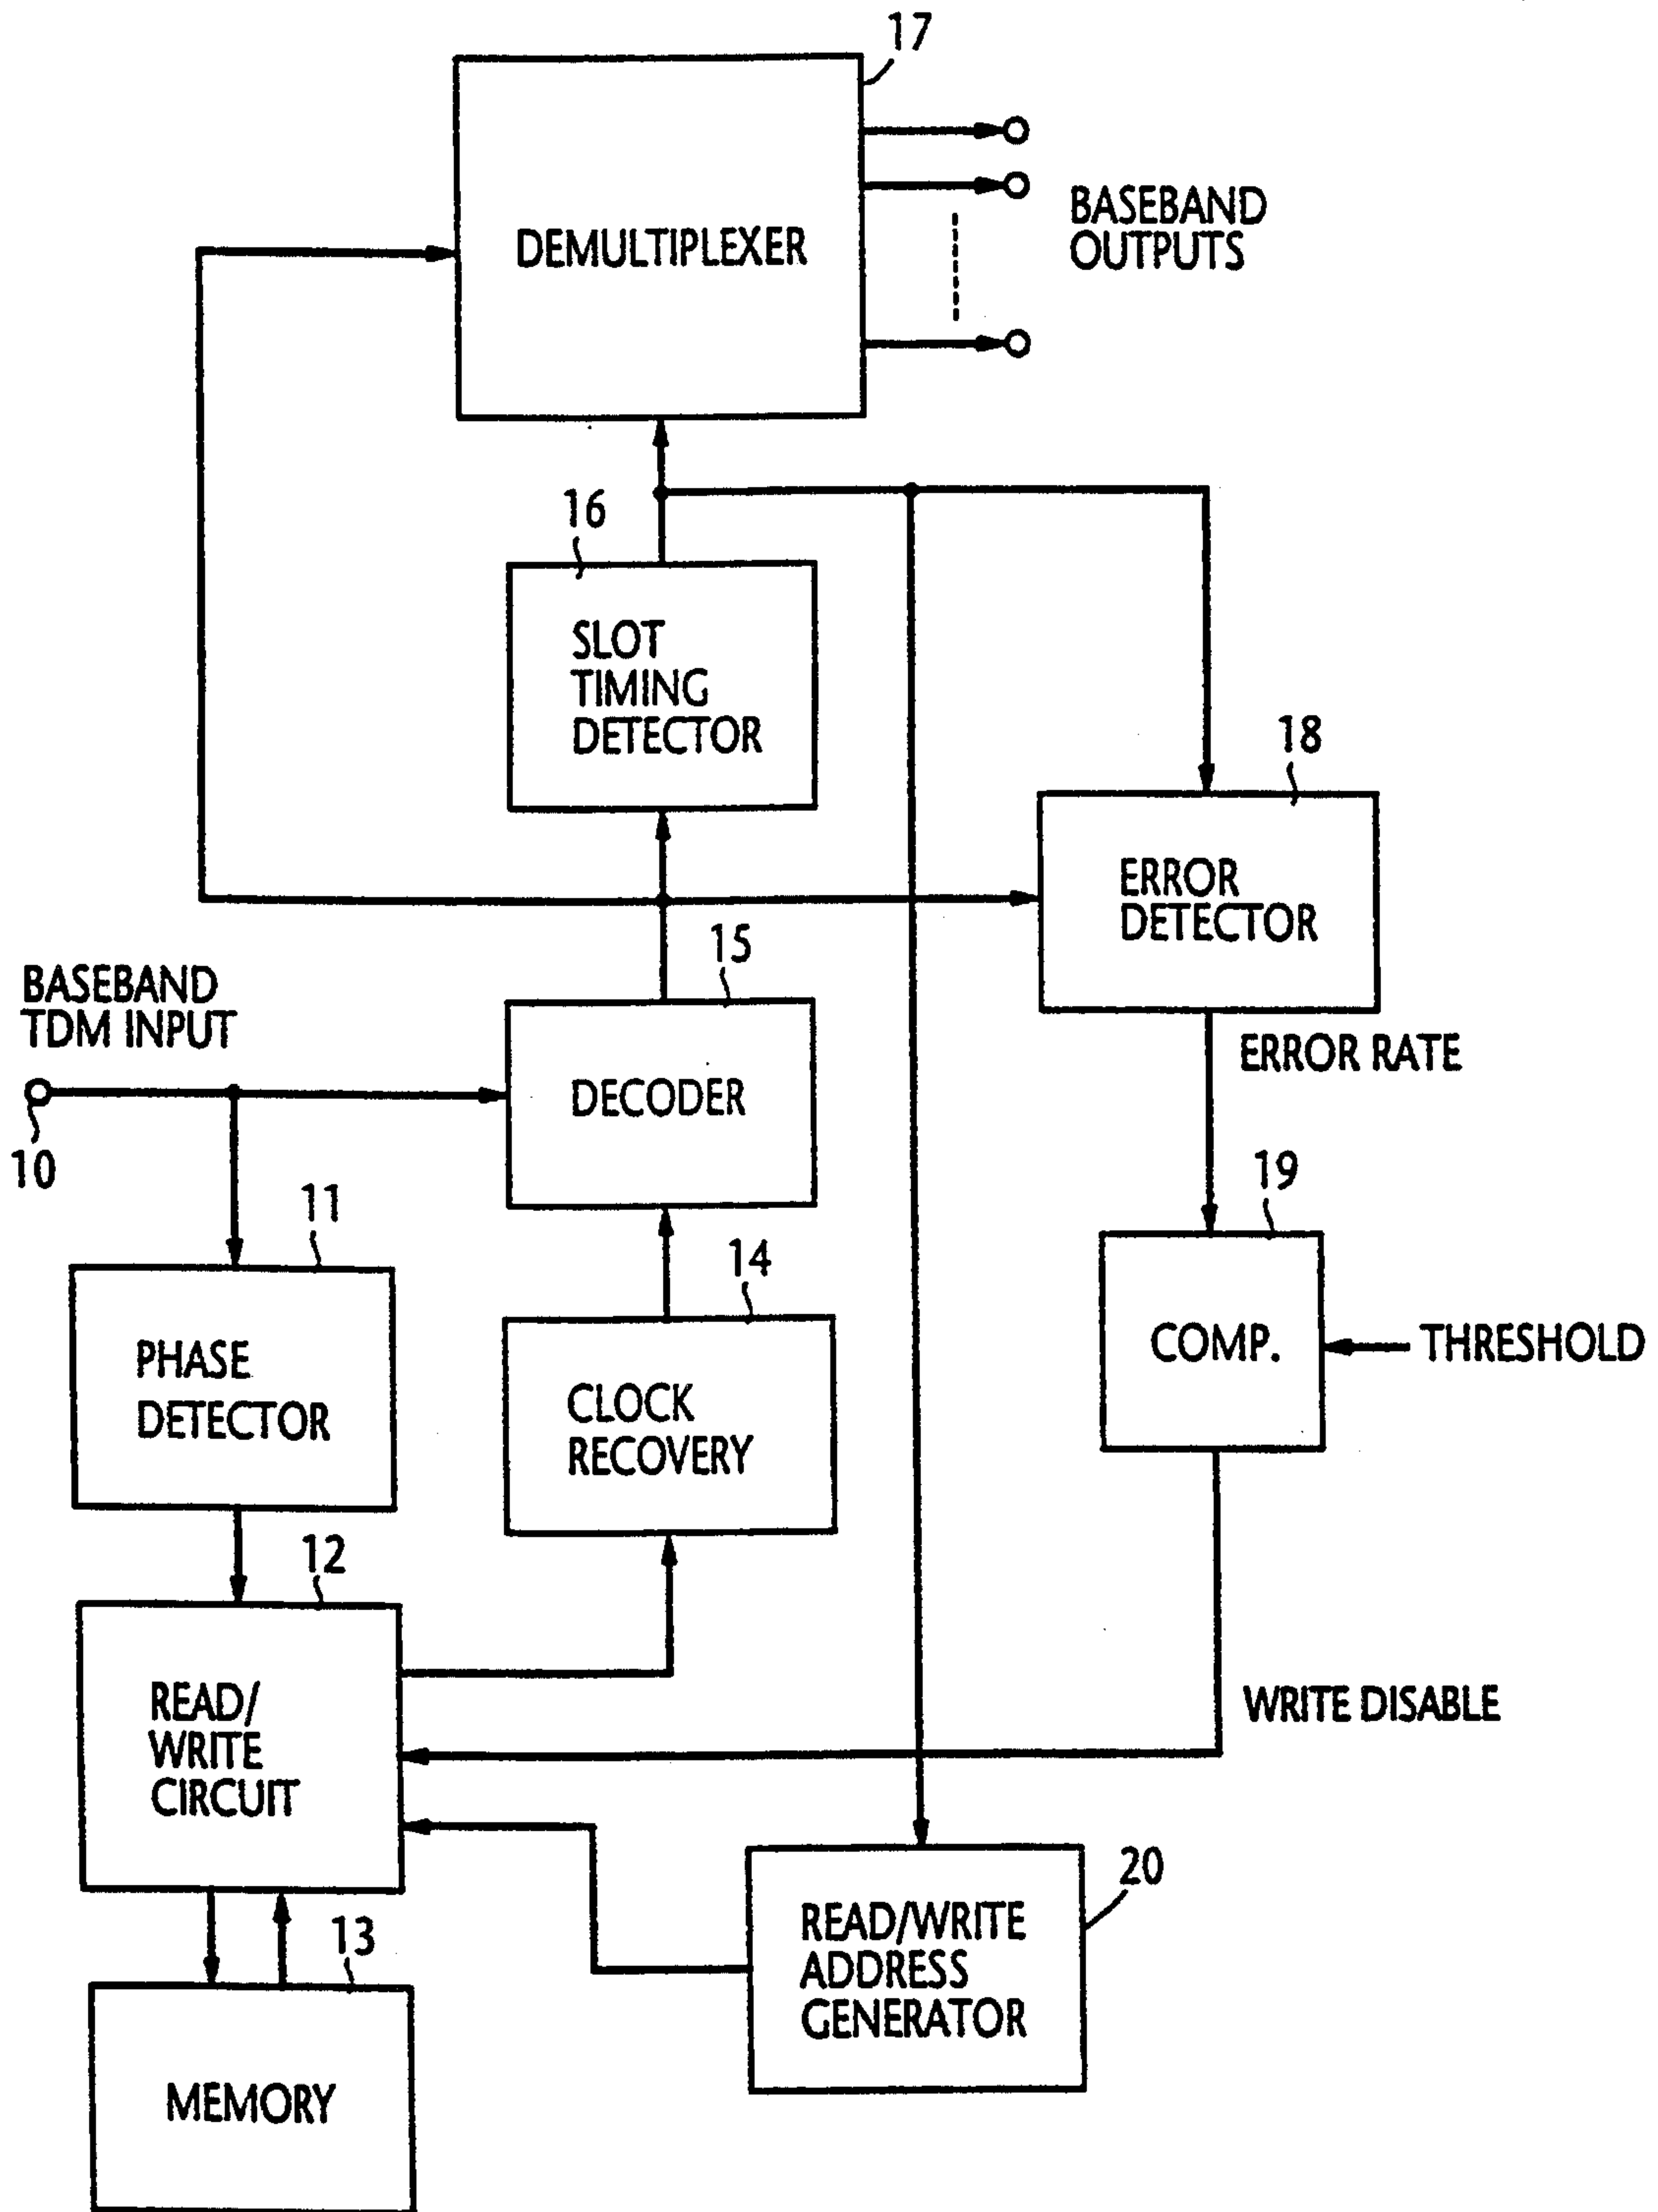 17
DEMULTIPLEXER
BASEBAND
OUTPUTS
16
SLOT
TIMING
DETECTOR
18
ERROR
DETECTOR
15
BASEBAND
TDM INPUT
10
DECODER
ERROR RATE
19
11
14
PHASE
DETECTOR
CLOCK
RECOVERY
COMP.
THRESHOLD
12
READ/
WRITE
CIRCUIT
WRITE DISABLE
20
13
READ/WRITE
ADDRESS
GENERATOR
MEMORY